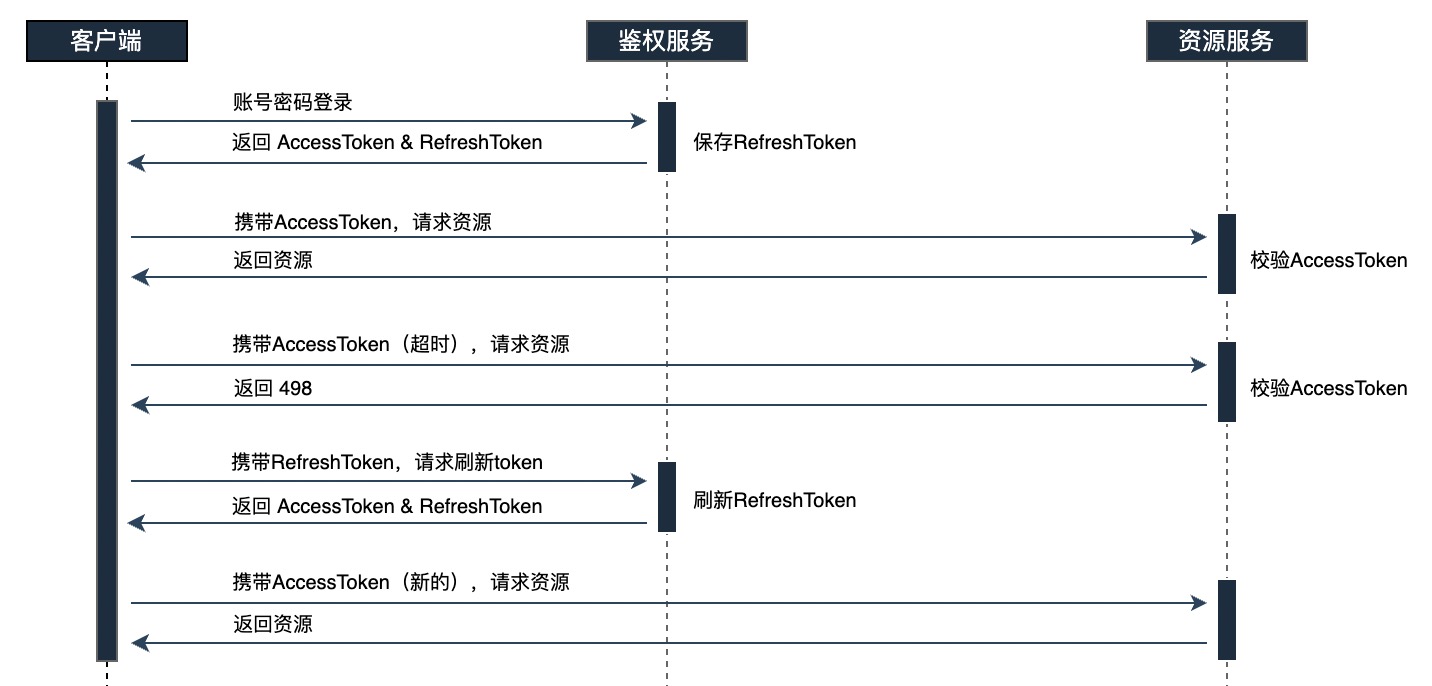 客户端
鉴权服务
资源服务
账号密码登录
返回 AccessToken & RefreshToken
保存RefreshToken
携带AccessToken，请求资源
返回资源
校验AccessToken
携带AccessToken（超时），请求资源
返回 498
校验AccessToken
携带RefreshToken，请求刷新token
返回 AccessToken & RefreshToken
刷新RefreshToken
携带AccessToken（新的），请求资源
返回资源